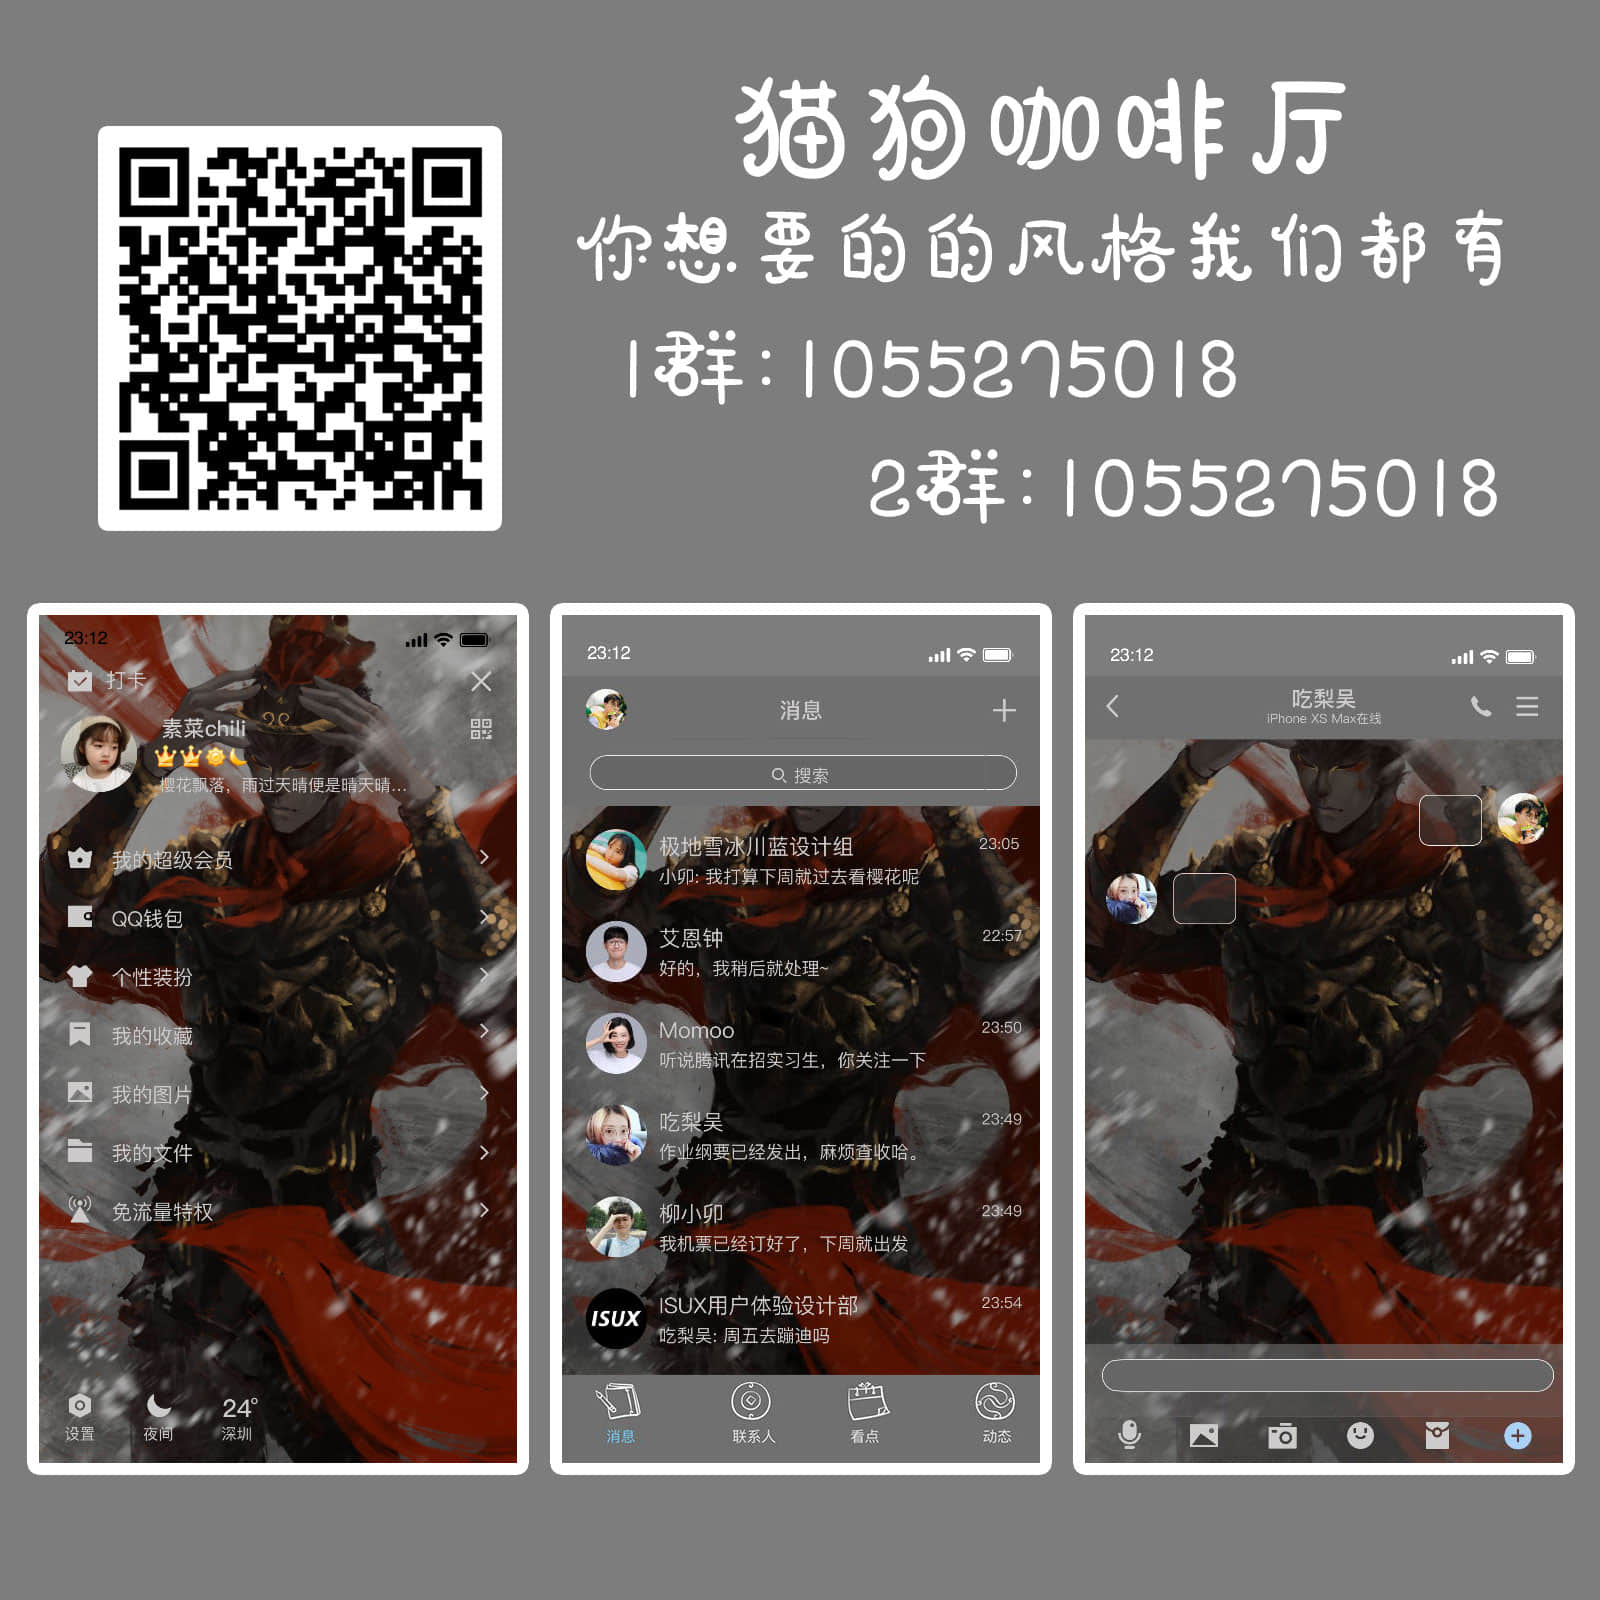 猫狗咖啡厅
你想要的的风格我们都有
1群:1055275018
2群:1055275018
23:12
打卡
素菜chili
樱花飘落，雨过天晴便是晴天晴...
我的超级会员
QQ钱包
个性装扮
我的收藏
我的图片
我的文件
免流量特权
24°
设置 夜间 深圳
23:12
消息
搜索
极地雪冰川蓝设计组 23:05
小卯: 我打算下周就过去看樱花呢
艾恩钟 22:57
好的，我稍后就处理~
Momoo 23:50
听说腾讯在招实习生，你关注一下
吃梨吴 23:49
作业纲要已经发出，麻烦查收哈。
柳小卯 23:49
我机票已经订好了，下周就出发
ISUX
ISUX用户体验设计部 23:54
吃梨吴: 周五去蹦迪吗
消息 联系人 看点 动态
23:12
吃梨吴
iPhone XS Max在线